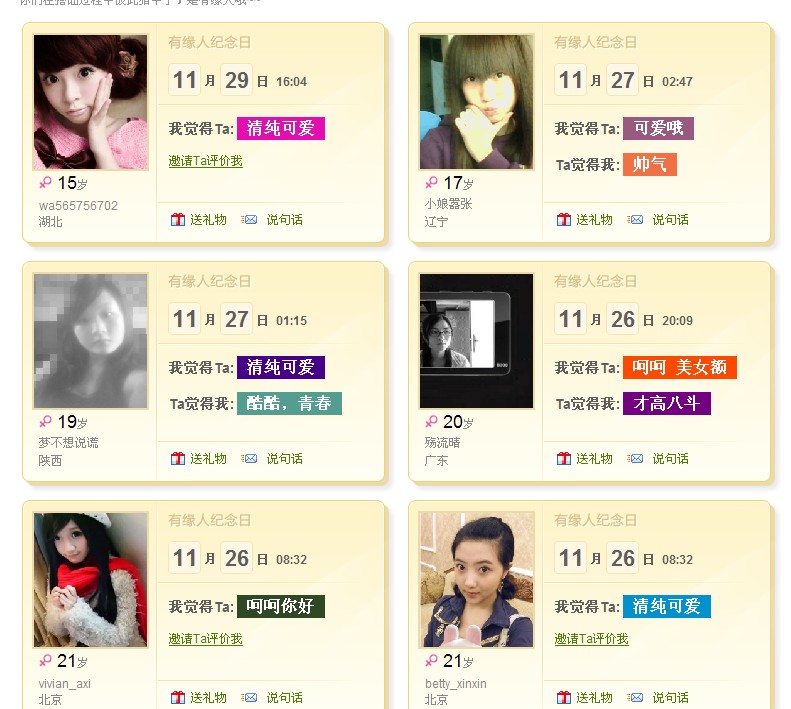 有缘人纪念日
11 月 29 日 16:04
我觉得Ta: 清纯可爱
邀请Ta评价我
15岁
wa565756702
湖北
送礼物 说句话
有缘人纪念日
11 月 27 日 02:47
我觉得Ta: 可爱哦
Ta觉得我: 帅气
17岁
小娘嚣张
辽宁
送礼物 说句话
有缘人纪念日
11 月 27 日 01:15
我觉得Ta: 清纯可爱
Ta觉得我: 酷酷，青春
19岁
梦不想说谎
陕西
送礼物 说句话
有缘人纪念日
11 月 26 日 20:09
我觉得Ta: 呵呵 美女额
Ta觉得我: 才高八斗
20岁
殇流晴
广东
送礼物 说句话
有缘人纪念日
11 月 26 日 08:32
我觉得Ta: 呵呵你好
邀请Ta评价我
21岁
vivian_axi
北京
送礼物 说句话
有缘人纪念日
11 月 26 日 08:32
我觉得Ta: 清纯可爱
邀请Ta评价我
21岁
betty_xinxin
北京
送礼物 说句话